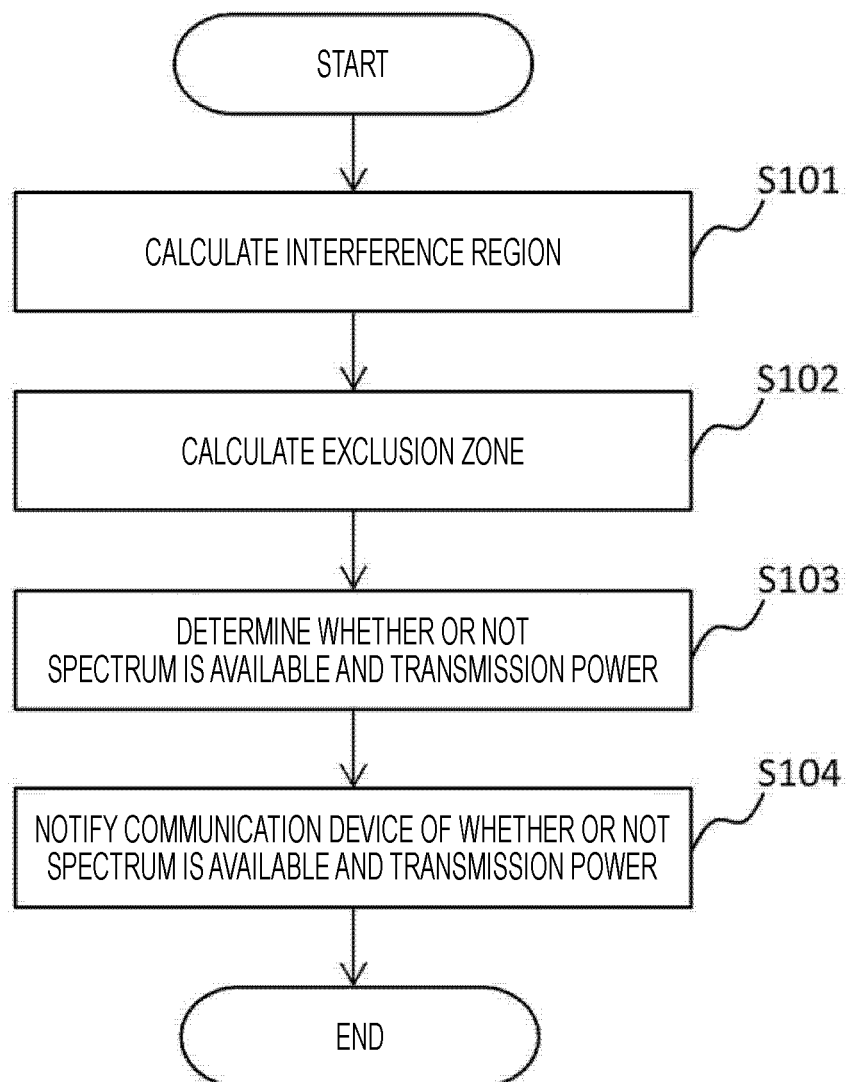 START
S101
CALCULATE INTERFERENCE REGION
S102
CALCULATE EXCLUSION ZONE
S103
DETERMINE WHETHER OR NOT
SPECTRUM IS AVAILABLE AND TRANSMISSION POWER
S104
NOTIFY COMMUNICATION DEVICE OF WHETHER OR NOT
SPECTRUM IS AVAILABLE AND TRANSMISSION POWER
END